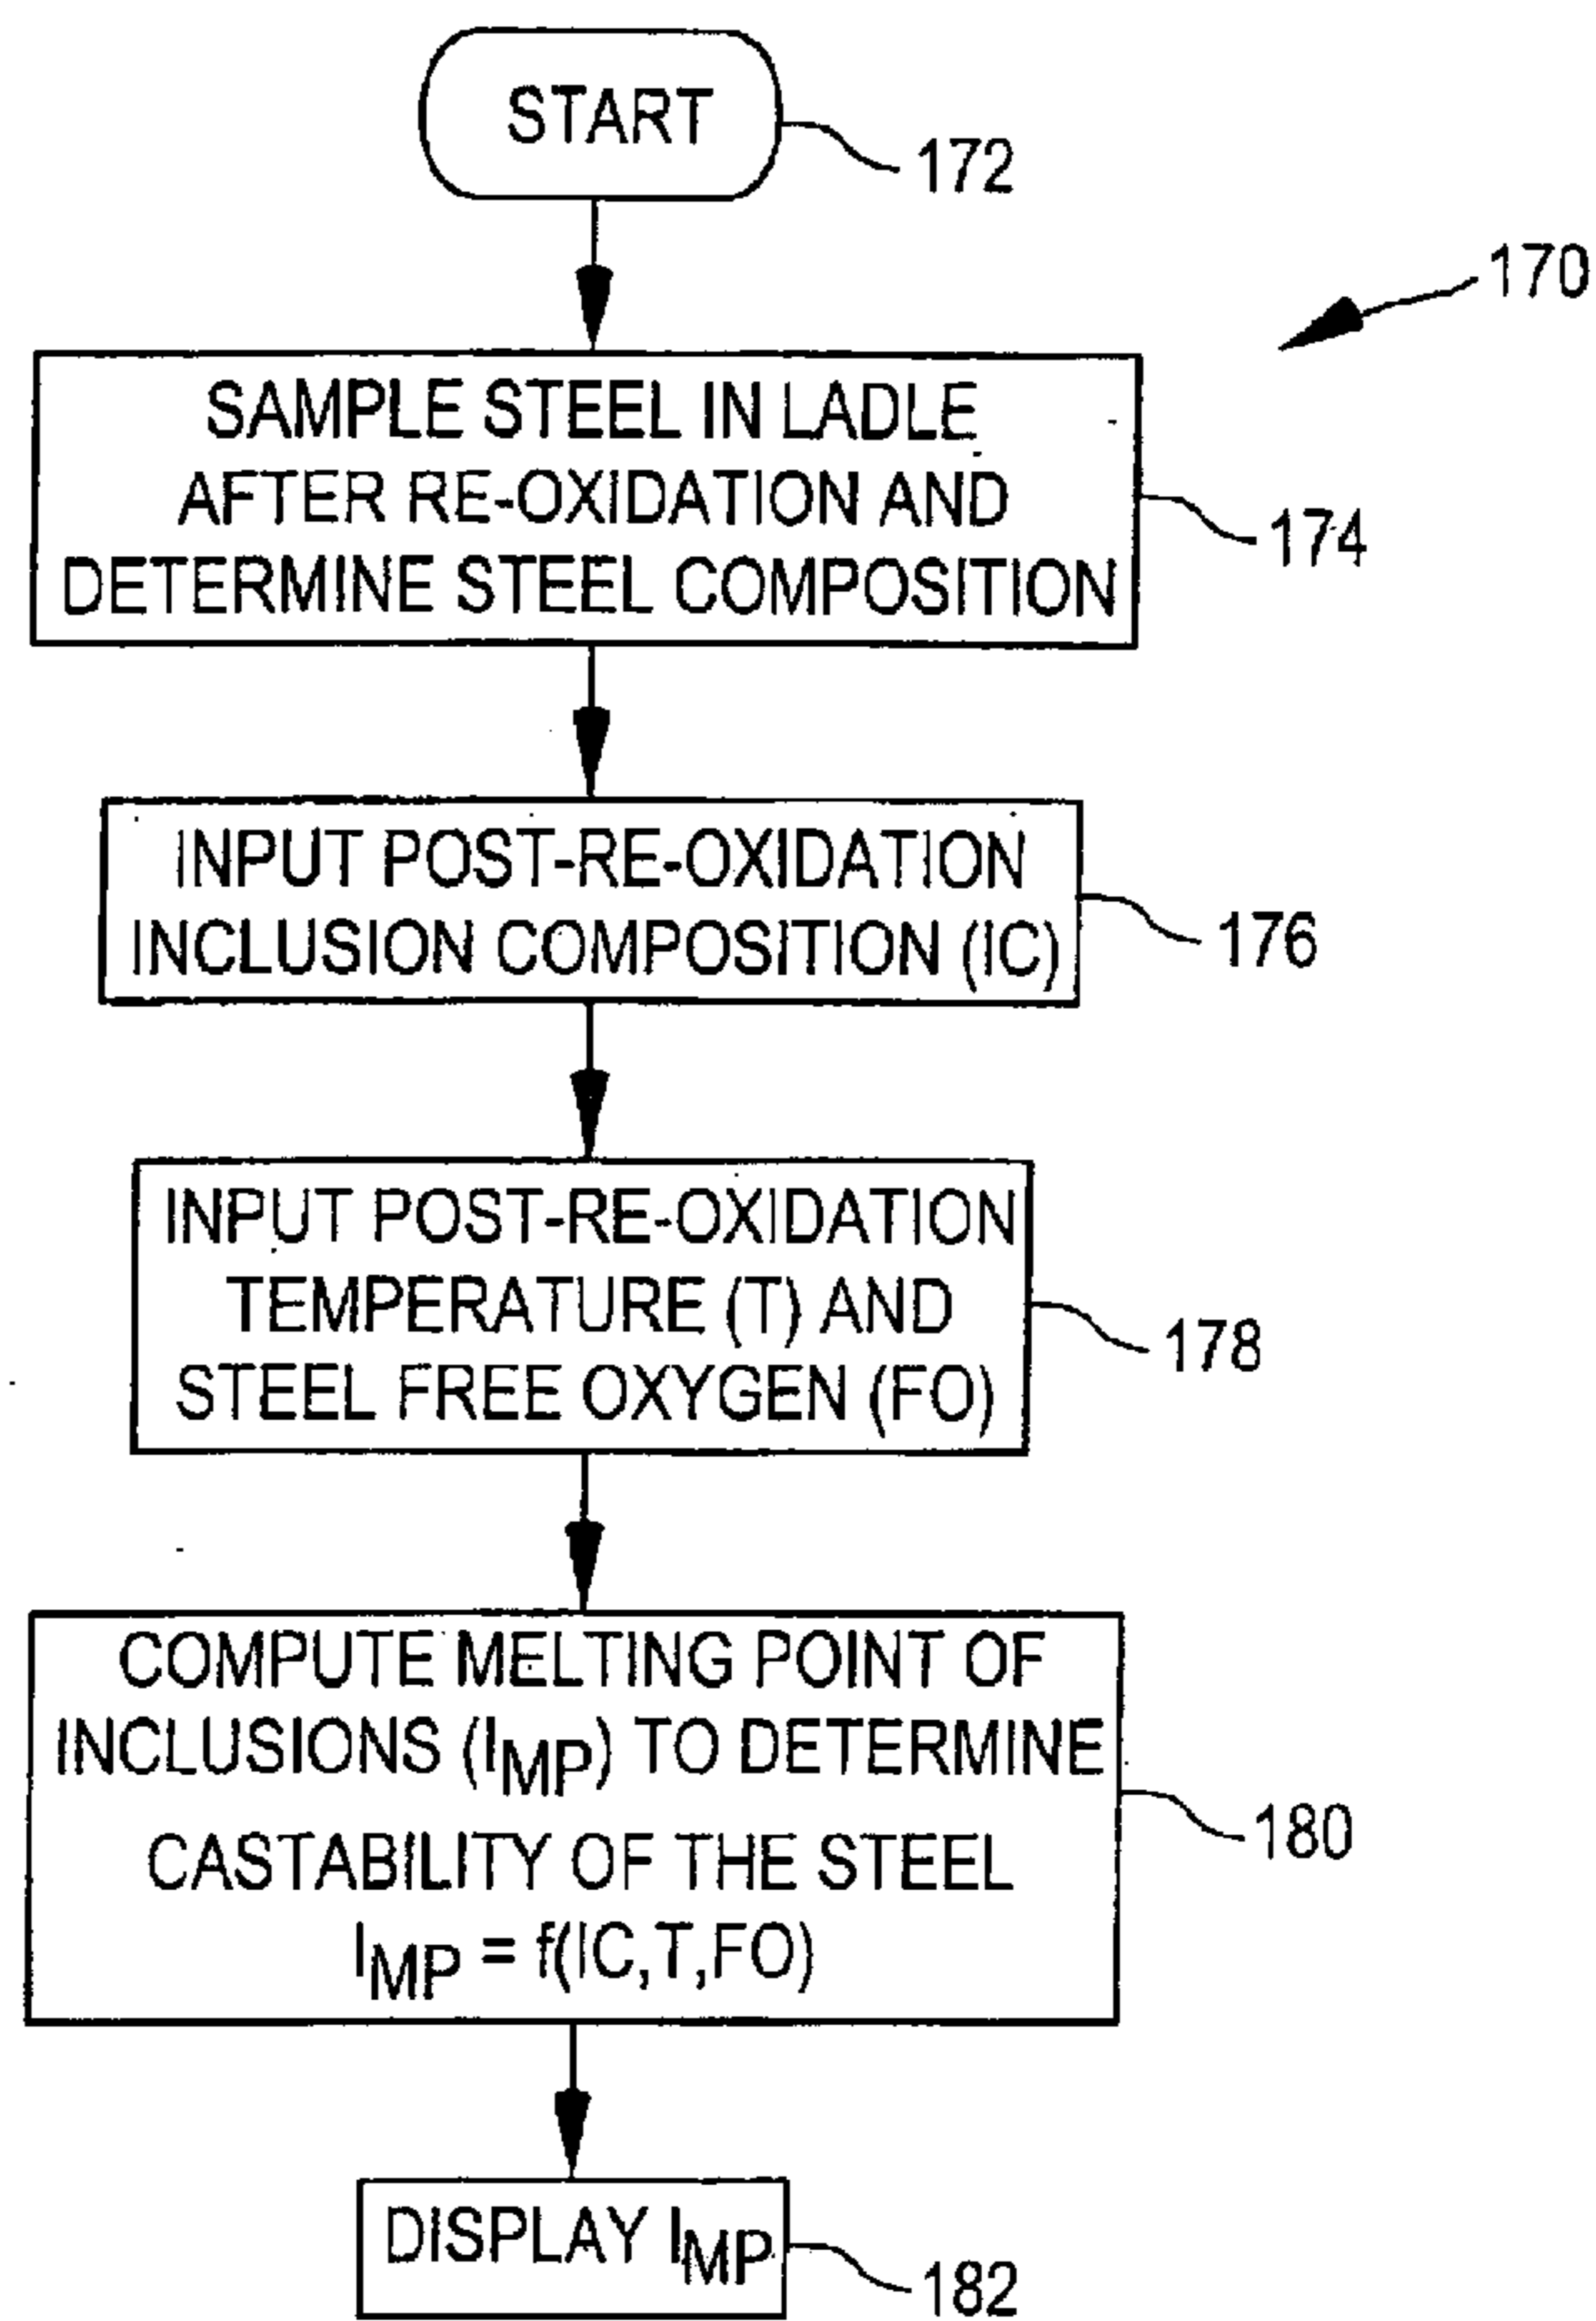 START
172
170
SAMPLE STEEL IN LADLE
AFTER RE-OXIDATION AND
DETERMINE STEEL COMPOSITION
174
INPUT POST-RE-OXIDATION
INCLUSION COMPOSITION (IC)
176
INPUT POST-RE-OXIDATION
TEMPERATURE (T) AND
STEEL FREE OXYGEN (FO)
178
COMPUTE MELTING POINT OF
INCLUSIONS (IMP) TO DETERMINE
CASTABILITY OF THE STEEL
IMP = f(IC,T,FO)
180
DISPLAY IMP
182